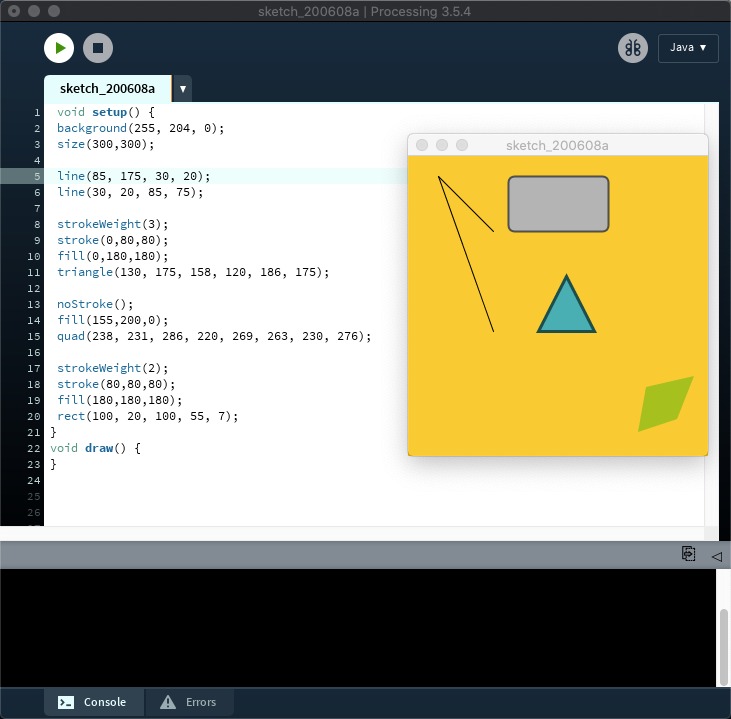 sketch_200608a | Processing 3.5.4
Java ▾
sketch_200608a ▾
1 void setup() {
2 background(255, 204, 0);
3 size(300,300);
4
5 line(85, 175, 30, 20);
6 line(30, 20, 85, 75);
7
8 strokeWeight(3);
9 stroke(0,80,80);
10 fill(0,180,180);
11 triangle(130, 175, 158, 120, 186, 175);
12
13 noStroke();
14 fill(155,200,0);
15 quad(238, 231, 286, 220, 269, 263, 230, 276);
16
17 strokeWeight(2);
18 stroke(80,80,80);
19 fill(180,180,180);
20 rect(100, 20, 100, 55, 7);
21 }
22 void draw() {
23 }
24
25
26
sketch_200608a
Console
Errors